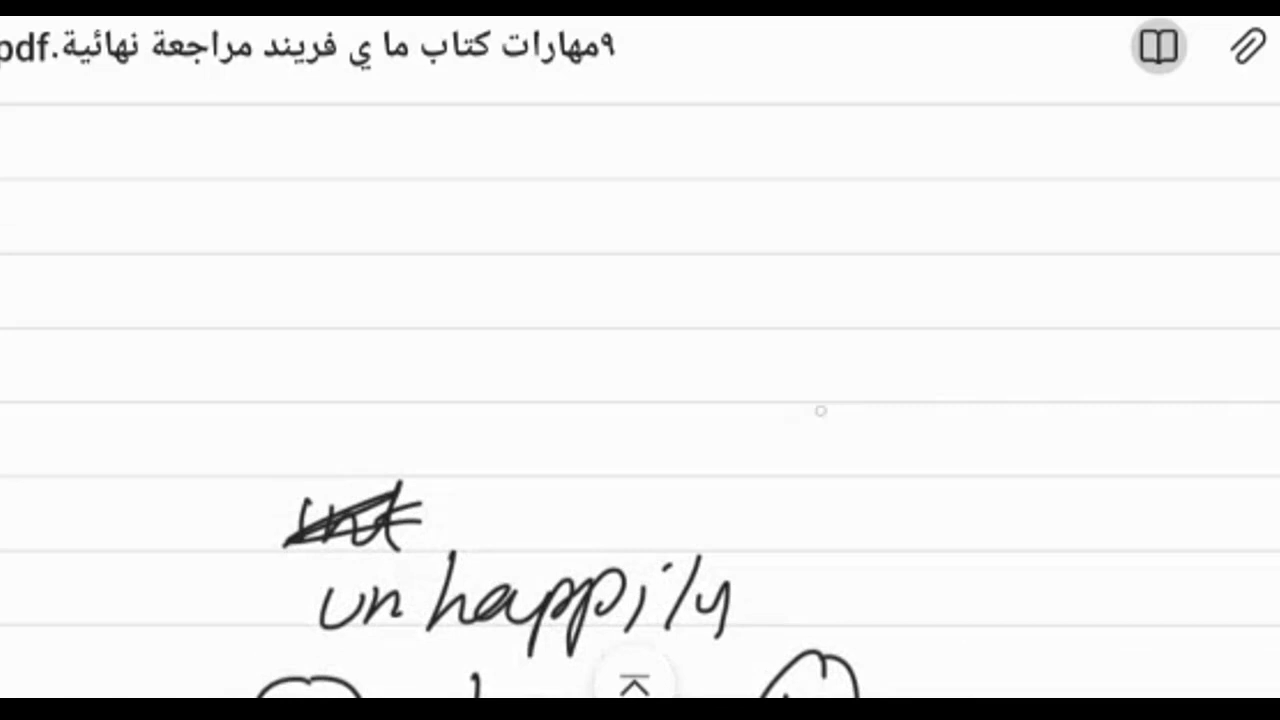 ٩مهارات كتاب ما ي فريند مراجعة نهائية.pdf
unhappily